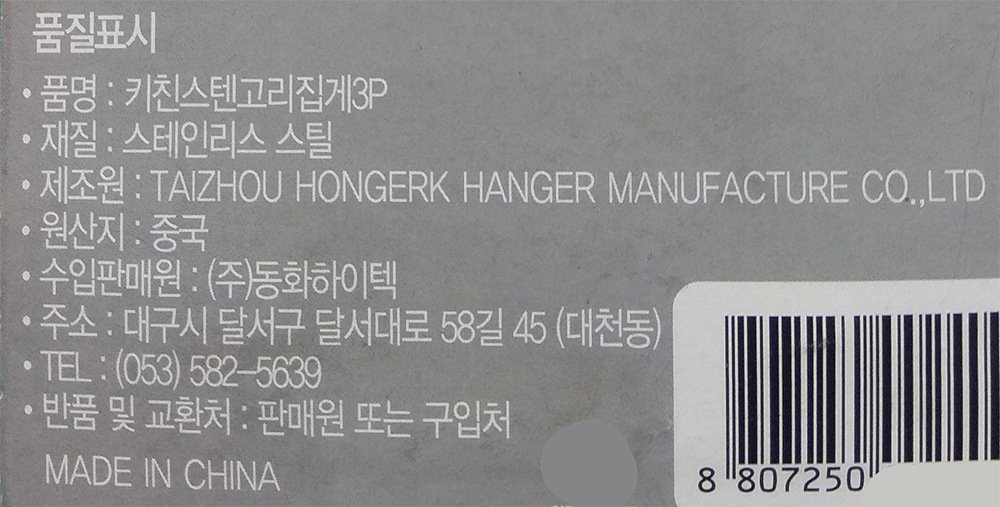 품질표시
• 품명 : 키친스텐고리집게3P
• 재질 : 스테인리스 스틸
• 제조원 : TAIZHOU HONGERK HANGER MANUFACTURE CO.,LTD
• 원산지 : 중국
• 수입판매원 : (주)동화하이텍
• 주소 : 대구시 달서구 달서대로 58길 45 (대천동)
• TEL : (053) 582-5639
• 반품 및 교환처 : 판매원 또는 구입처
MADE IN CHINA
8 807250